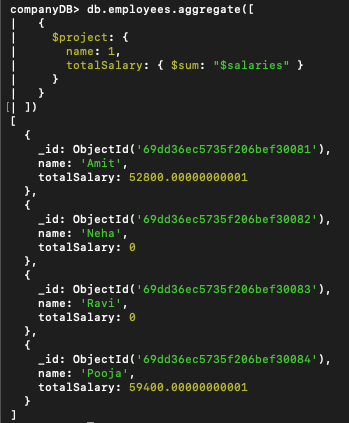 companyDB> db.employees.aggregate([
|   {
|     $project: {
|       name: 1,
|       totalSalary: { $sum: "$salaries" }
|     }
|   }
[| ])
[
  {
    _id: ObjectId('69dd36ec5735f206bef30081'),
    name: 'Amit',
    totalSalary: 52800.00000000001
  },
  {
    _id: ObjectId('69dd36ec5735f206bef30082'),
    name: 'Neha',
    totalSalary: 0
  },
  {
    _id: ObjectId('69dd36ec5735f206bef30083'),
    name: 'Ravi',
    totalSalary: 0
  },
  {
    _id: ObjectId('69dd36ec5735f206bef30084'),
    name: 'Pooja',
    totalSalary: 59400.00000000001
  }
]